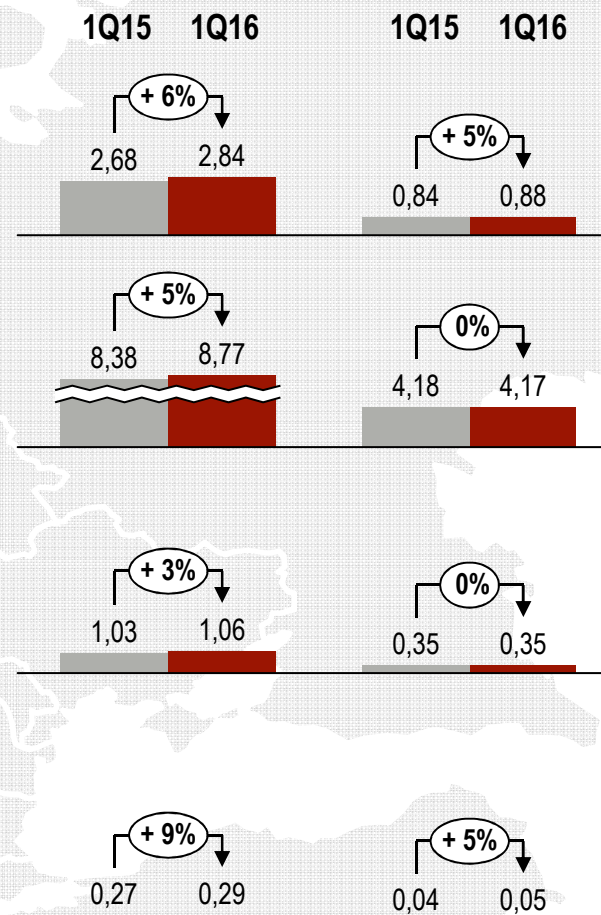 1Q15 1Q16 1Q15 1Q16
+ 6%
+ 5%
2,68 2,84
0,84 0,88
+ 5%
0%
8,38 8,77
4,18 4,17
+ 3%
0%
1,03 1,06 0,35 0,35
+ 9% + 5%
0,27 0,29 0,04 0,05